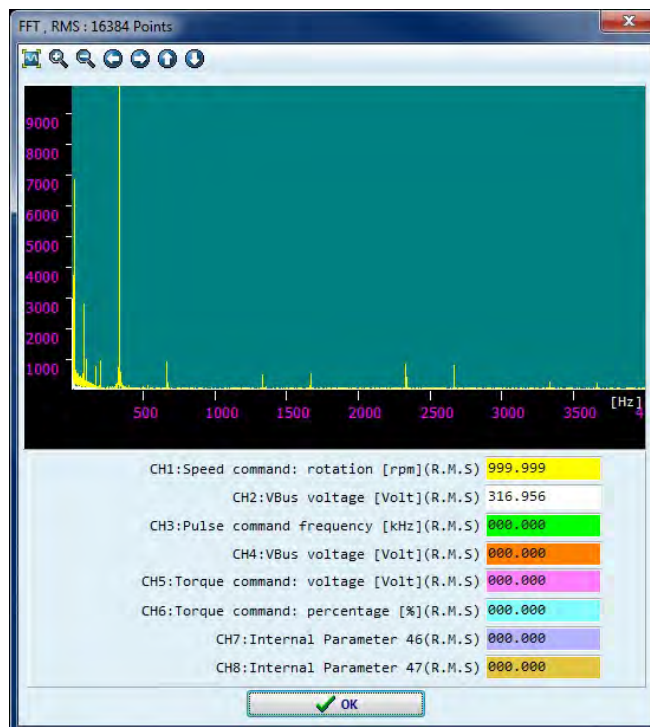 FFT , RMS : 16384 Points
9000
8000
7000
6000
5000
4000
3000
2000
1000
[Hz]
500 1000 1500 2000 2500 3000 3500 4
CH1:Speed command: rotation [rpm](R.M.S) 999.999
CH2:VBus voltage [Volt](R.M.S) 316.956
CH3:Pulse command frequency [kHz](R.M.S) 000.000
CH4:VBus voltage [Volt](R.M.S) 000.000
CH5:Torque command: voltage [Volt](R.M.S) 000.000
CH6:Torque command: percentage [%](R.M.S) 000.000
CH7:Internal Parameter 46(R.M.S) 000.000
CH8:Internal Parameter 47(R.M.S) 000.000
OK